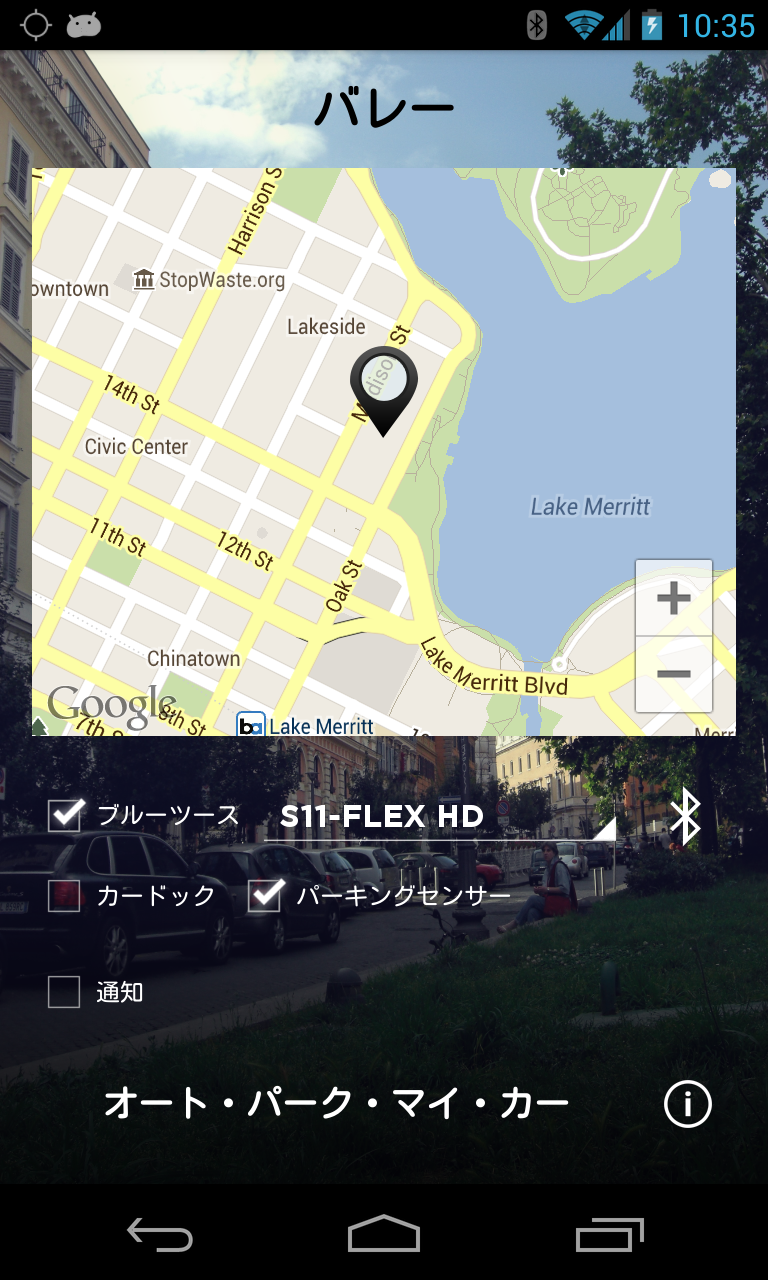 10:35
バレー
Harrison S
StopWaste.org
owntown
Lakeside
Madison St
14th St
Civic Center
Lake Merritt
11th St
12th St
Oak St
Chinatown
Lake Merritt Blvd
Google
8th St
7th S
Lake Merritt
Merr
ブルーツース
S11-FLEX HD
カードック
パーキングセンサー
通知
オート・パーク・マイ・カー